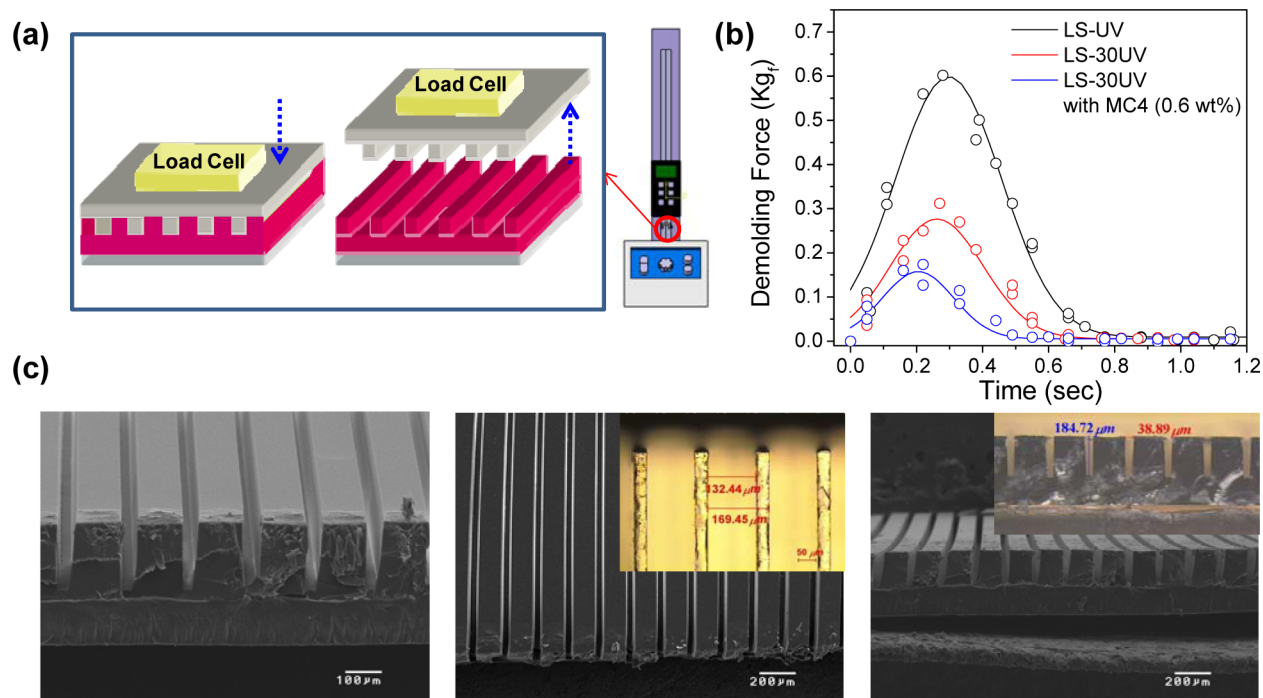 (a)
Load Cell
Load Cell
(b)
Demolding Force (Kgf)
0.7
0.6
0.5
0.4
0.3
0.2
0.1
0.0
LS-UV
LS-30UV
LS-30UV
with MC4 (0.6 wt%)
0.0 0.2 0.4 0.6 0.8 1.0 1.2
Time (sec)
(c)
100μm
132.44μm
169.45μm
50 μm
200μm
184.72μm 38.89μm
200μm